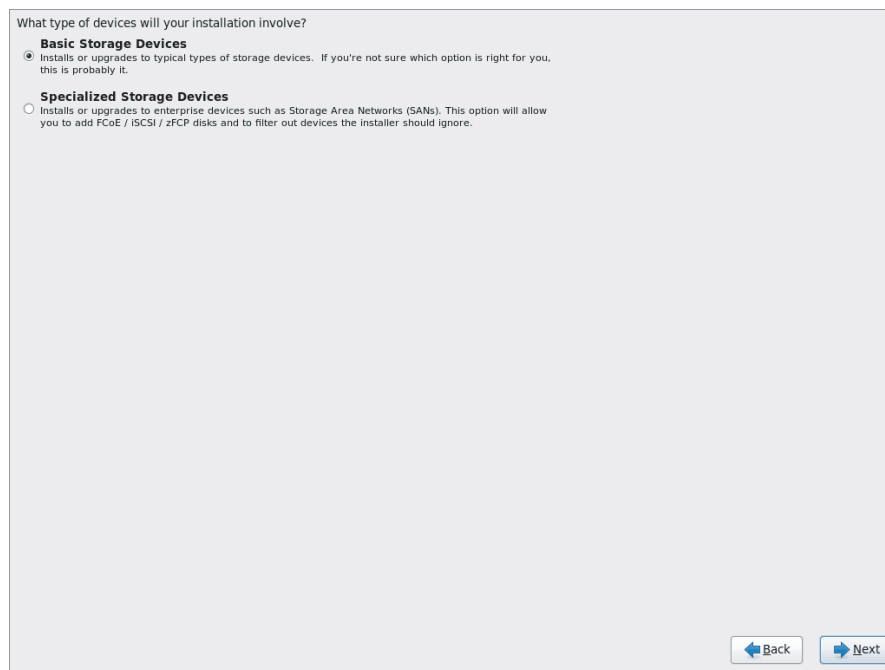 What type of devices will your installation involve?
Basic Storage Devices
Installs or upgrades to typical types of storage devices.  If you're not sure which option is right for you,
this is probably it.
Specialized Storage Devices
Installs or upgrades to enterprise devices such as Storage Area Networks (SANs). This option will allow
you to add FCoE / iSCSI / zFCP disks and to filter out devices the installer should ignore.
Back
Next